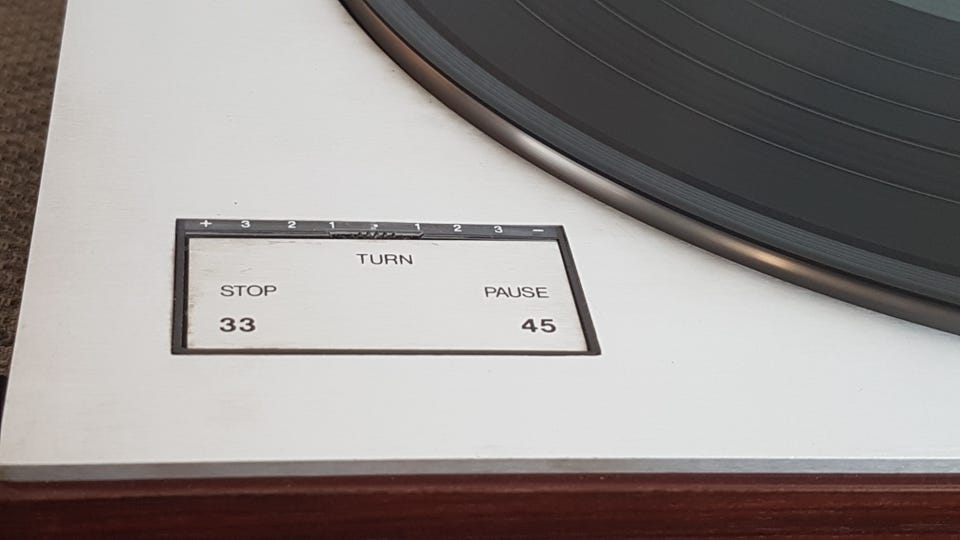 + 3 2 1 1 2 3 −
TURN
STOP PAUSE
33 45